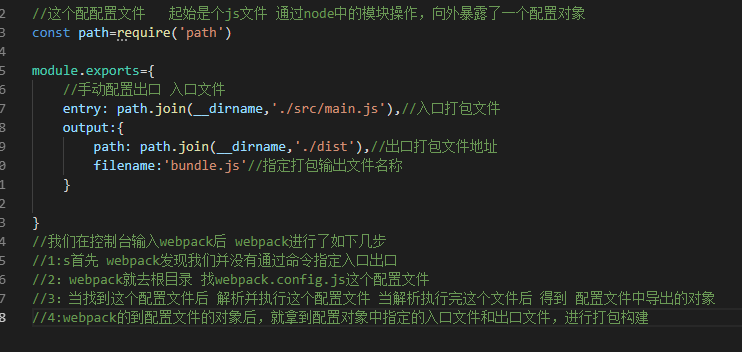 //这个配配置文件   起始是个js文件 通过node中的模块操作，向外暴露了一个配置对象
const path=require('path')
module.exports={
//手动配置出口 入口文件
entry: path.join(__dirname,'./src/main.js'),//入口打包文件
output:{
path: path.join(__dirname,'./dist'),//出口打包文件地址
filename:'bundle.js'//指定打包输出文件名称
}
}
//我们在控制台输入webpack后 webpack进行了如下几步
//1:s首先 webpack发现我们并没有通过命令指定入口出口
//2：webpack就去根目录 找webpack.config.js这个配置文件
//3：当找到这个配置文件后 解析并执行这个配置文件 当解析执行完这个文件后 得到 配置文件中导出的对象
//4:webpack的到配置文件的对象后，就拿到配置对象中指定的入口文件和出口文件，进行打包构建